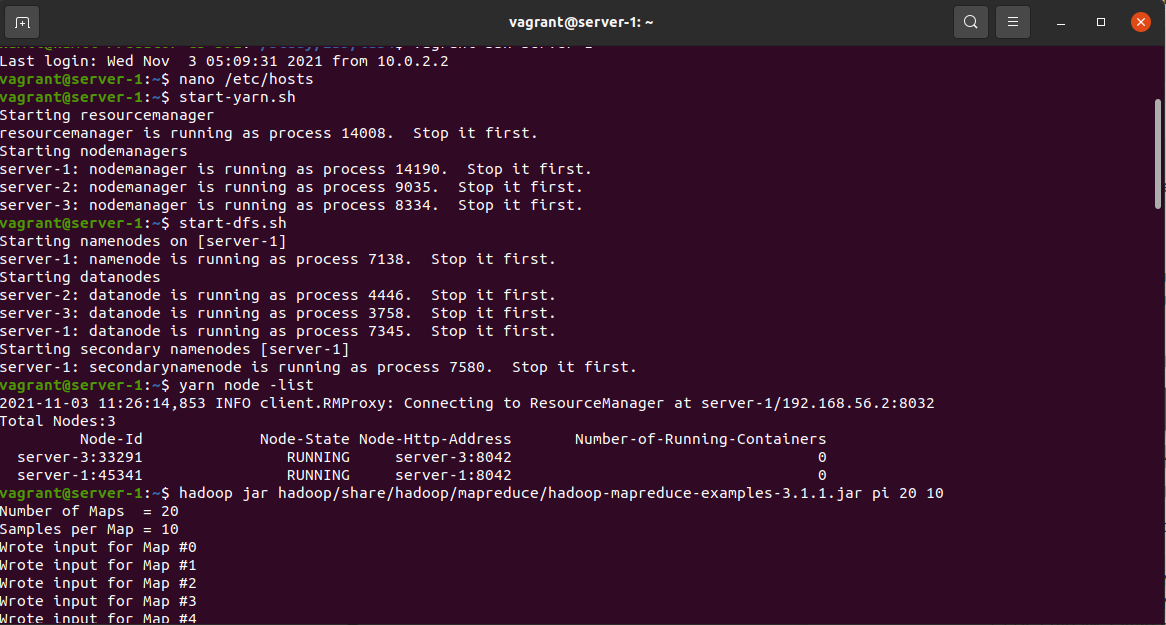 vagrant@server-1: ~
Last login: Wed Nov  3 05:09:31 2021 from 10.0.2.2
vagrant@server-1:~$ nano /etc/hosts
vagrant@server-1:~$ start-yarn.sh
Starting resourcemanager
resourcemanager is running as process 14008.  Stop it first.
Starting nodemanagers
server-1: nodemanager is running as process 14190.  Stop it first.
server-2: nodemanager is running as process 9035.  Stop it first.
server-3: nodemanager is running as process 8334.  Stop it first.
vagrant@server-1:~$ start-dfs.sh
Starting namenodes on [server-1]
server-1: namenode is running as process 7138.  Stop it first.
Starting datanodes
server-2: datanode is running as process 4446.  Stop it first.
server-3: datanode is running as process 3758.  Stop it first.
server-1: datanode is running as process 7345.  Stop it first.
Starting secondary namenodes [server-1]
server-1: secondarynamenode is running as process 7580.  Stop it first.
vagrant@server-1:~$ yarn node -list
2021-11-03 11:26:14,853 INFO client.RMProxy: Connecting to ResourceManager at server-1/192.168.56.2:8032
Total Nodes:3
         Node-Id             Node-State Node-Http-Address       Number-of-Running-Containers
  server-3:33291                RUNNING     server-3:8042                                  0
  server-1:45341                RUNNING     server-1:8042                                  0
vagrant@server-1:~$ hadoop jar hadoop/share/hadoop/mapreduce/hadoop-mapreduce-examples-3.1.1.jar pi 20 10
Number of Maps  = 20
Samples per Map = 10
Wrote input for Map #0
Wrote input for Map #1
Wrote input for Map #2
Wrote input for Map #3
Wrote input for Map #4